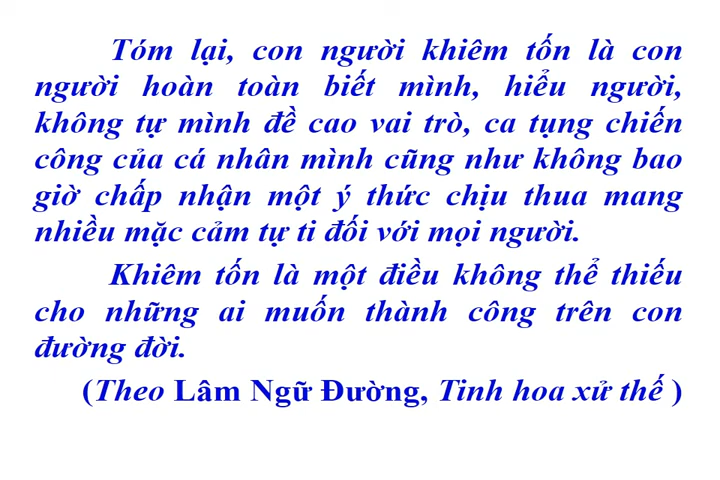 Tóm lại, con người khiêm tốn là con
người hoàn toàn biết mình, hiểu người,
không tự mình đề cao vai trò, ca tụng chiến
công của cá nhân mình cũng như không bao
giờ chấp nhận một ý thức chịu thua mang
nhiều mặc cảm tự ti đối với mọi người.
Khiêm tốn là một điều không thể thiếu
cho những ai muốn thành công trên con
đường đời.
(Theo Lâm Ngữ Đường, Tinh hoa xử thế )